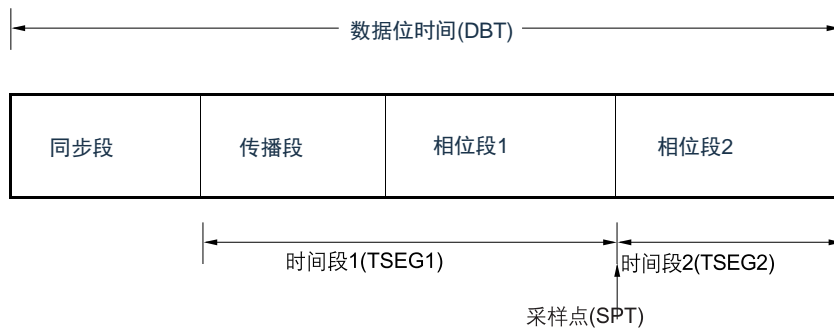 数据位时间(DBT)
同步段 传播段 相位段1 相位段2
时间段1(TSEG1) 时间段2(TSEG2)
采样点(SPT)